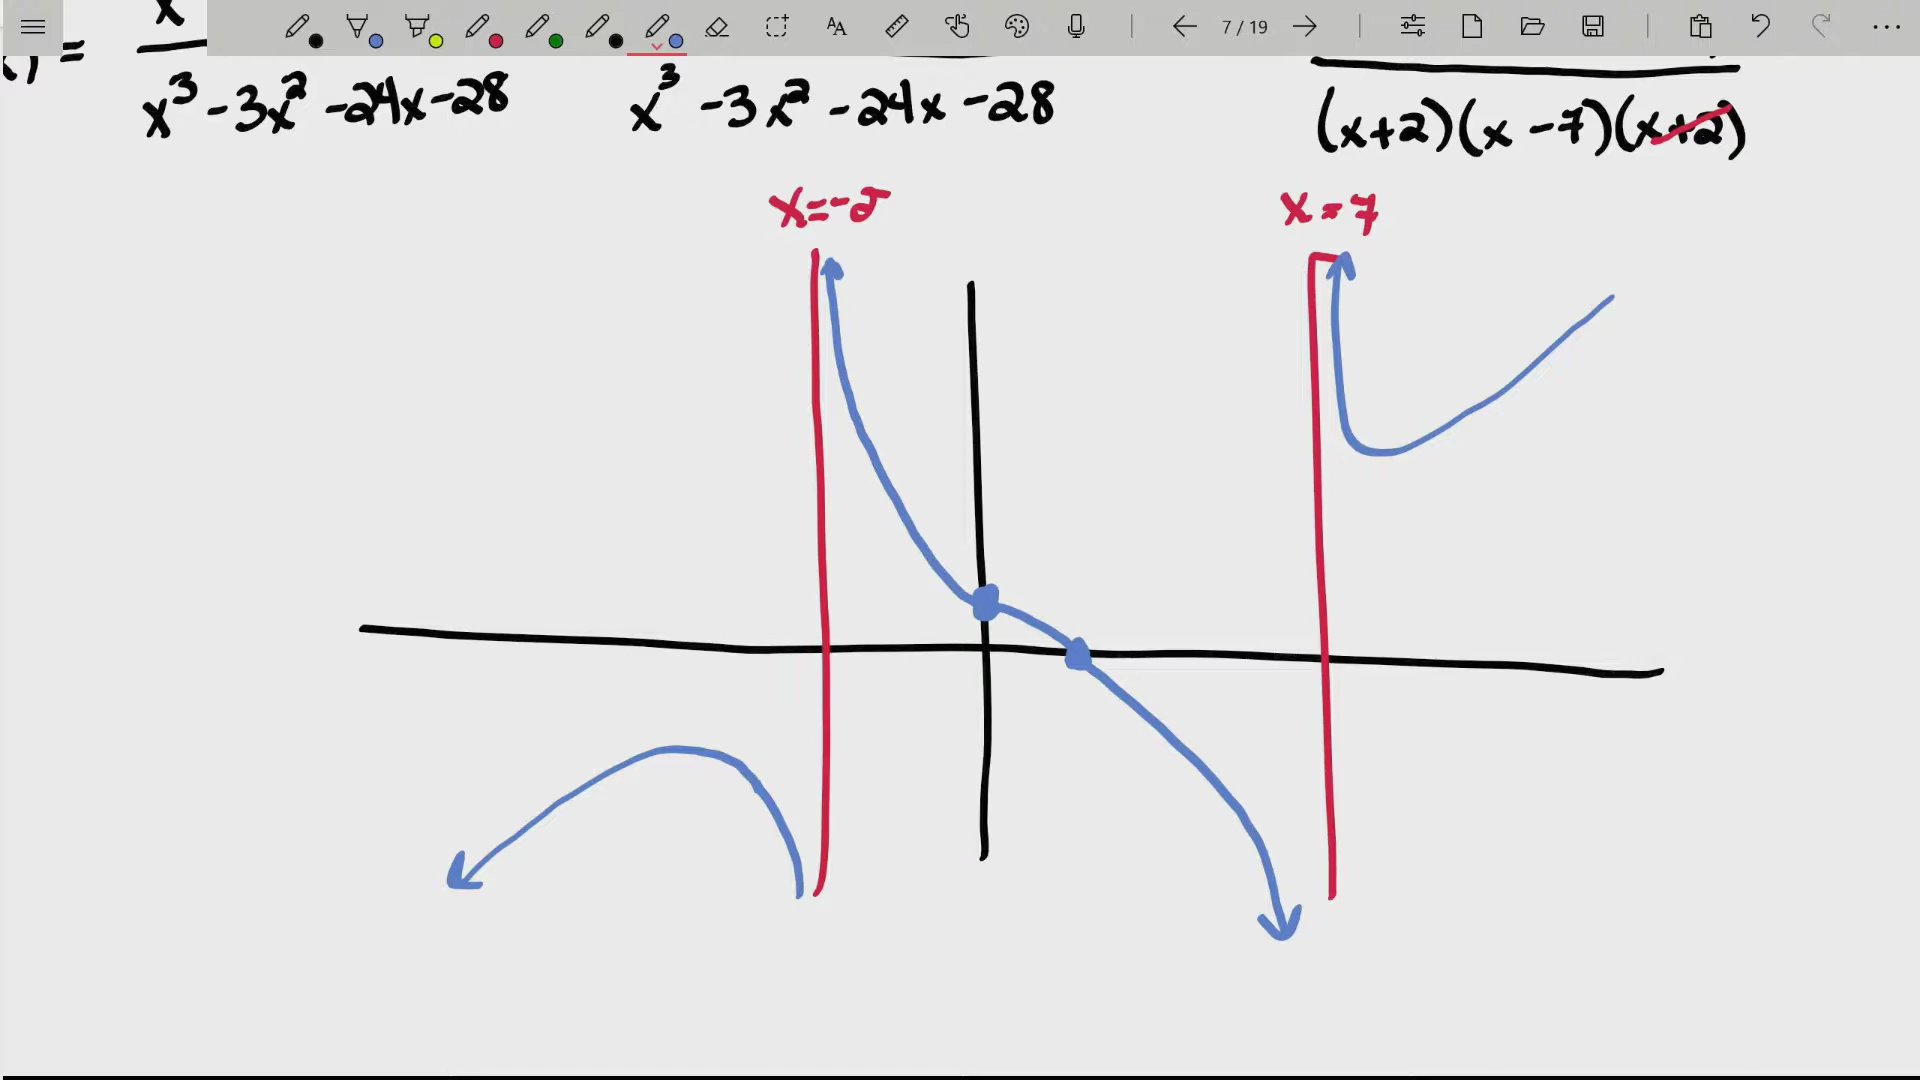 7 / 19
x
x) =
x³ -3x² -24x -28
x³ -3x² -24x -28
(x+2)(x -7)(x+2)
x=-2
x = 7